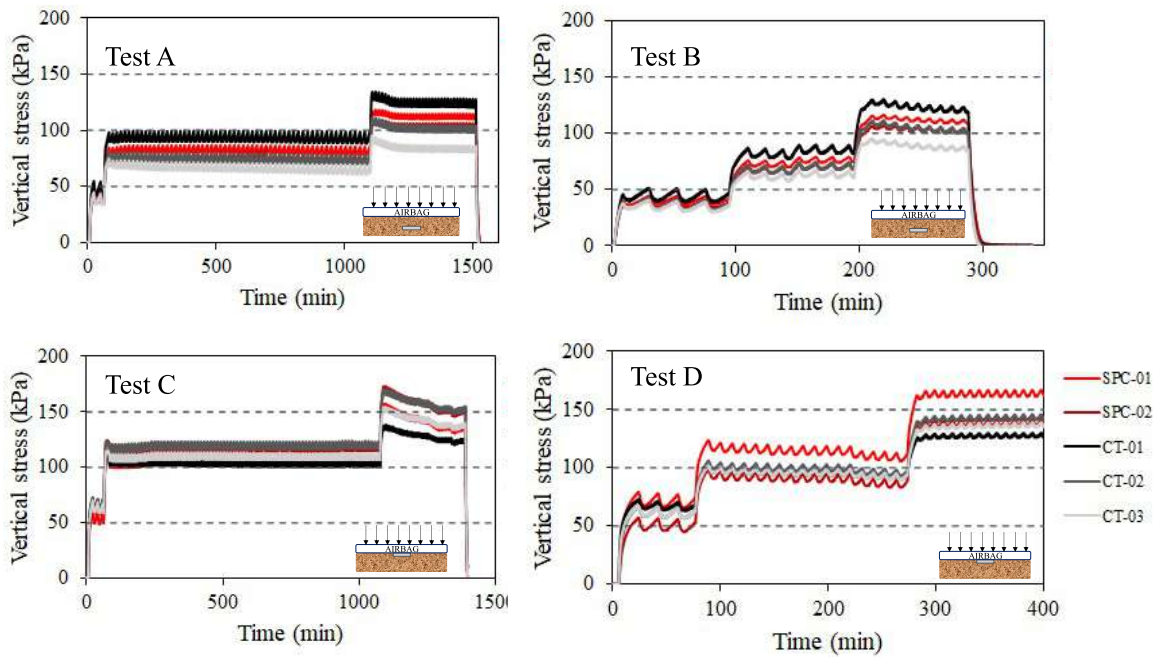 Test A
Vertical stress (kPa)
200
150
100
50
0
AIRBAG
0 500 1000 1500
Time (min)
Test B
Vertical stress (kPa)
200
150
100
50
0
AIRBAG
0 100 200 300
Time (min)
Test C
Vertical stress (kPa)
200
150
100
50
0
AIRBAG
0 500 1000 1500
Time (min)
Test D
Vertical stress (kPa)
200
150
100
50
0
AIRBAG
0 100 200 300 400
Time (min)
SPC-01
SPC-02
CT-01
CT-02
CT-03